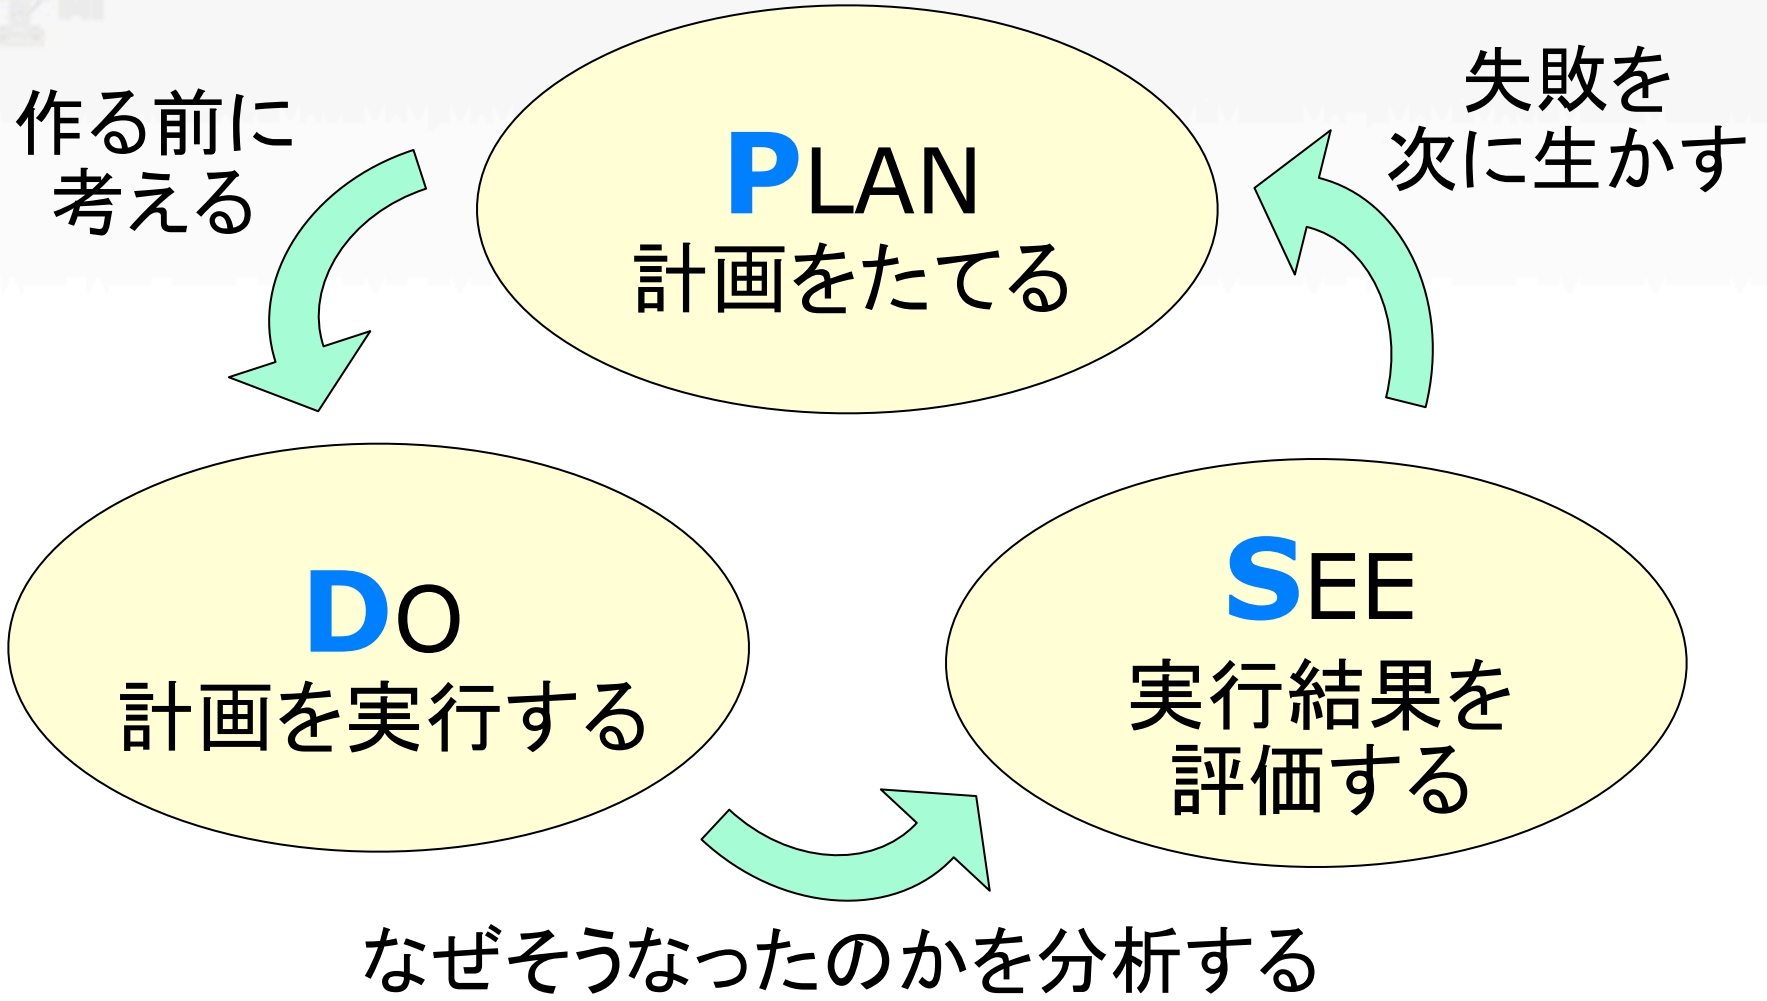 作る前に
考える
PLAN
計画をたてる
失敗を
次に生かす
DO
計画を実行する
SEE
実行結果を
評価する
なぜそうなったのかを分析する